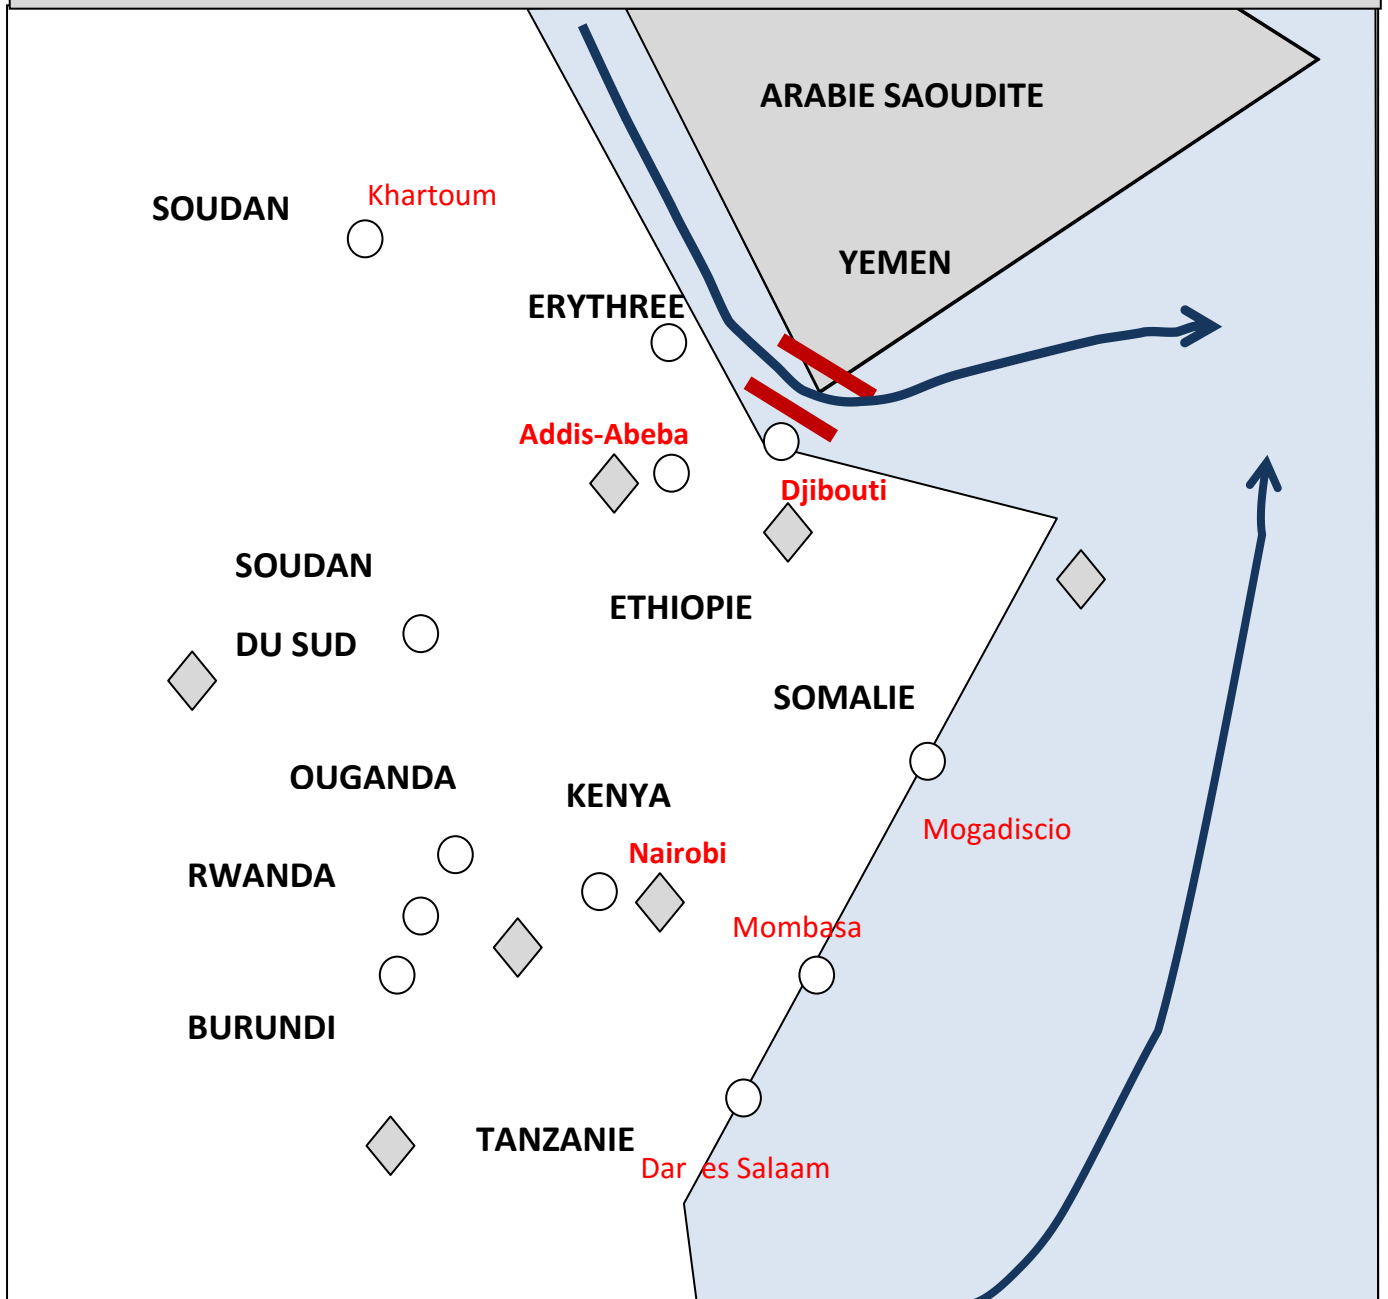 ARABIE SAOUDITE
Khartoum
SOUDAN
YEMEN
ERYTHREE
Addis-Abeba
Djibouti
SOUDAN
ETHIOPIE
DU SUD
SOMALIE
OUGANDA
KENYA
Mogadiscio
Nairobi
RWANDA
Mombasa
BURUNDI
TANZANIE
Dar es Salaam